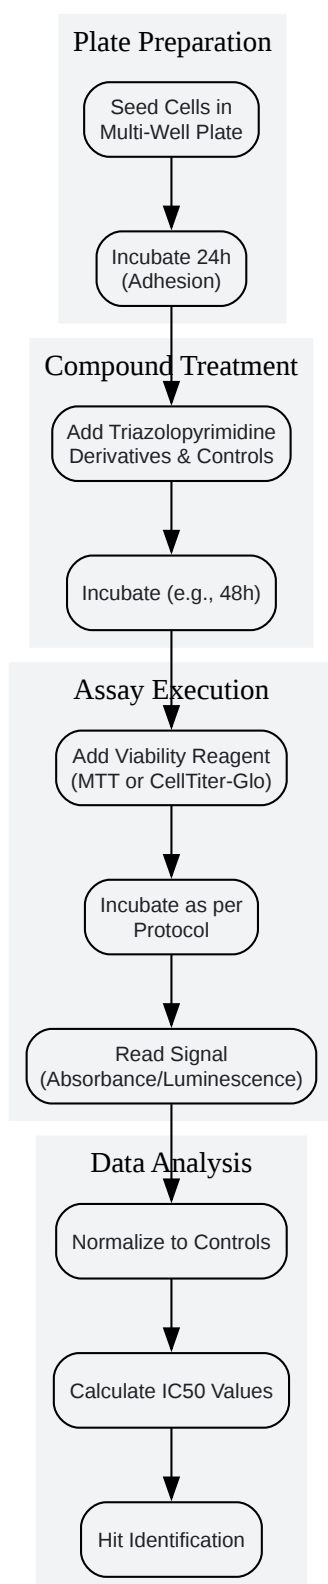 Plate Preparation
Seed Cells in
Multi-Well Plate
Incubate 24h
(Adhesion)
Compound Treatment
Add Triazolopyrimidine
Derivatives & Controls
Incubate (e.g., 48h)
Assay Execution
Add Viability Reagent
(MTT or CellTiter-Glo)
Incubate as per
Protocol
Read Signal
(Absorbance/Luminescence)
Data Analysis
Normalize to Controls
Calculate IC50 Values
Hit Identification